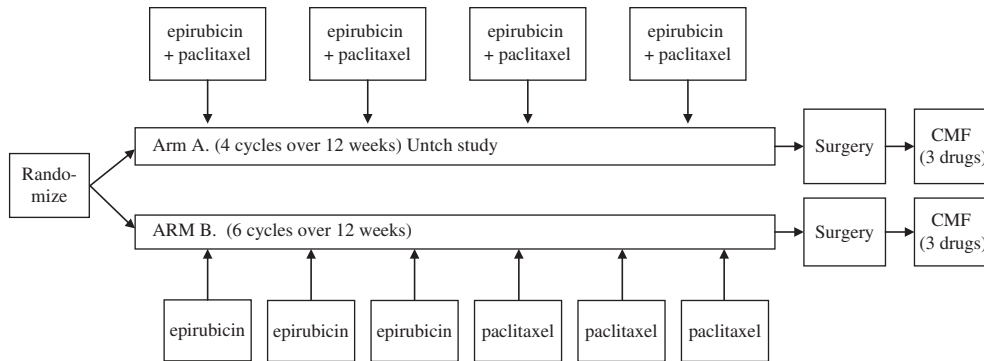 epirubicin
+ paclitaxel
epirubicin
+ paclitaxel
epirubicin
+ paclitaxel
epirubicin
+ paclitaxel
Arm A. (4 cycles over 12 weeks) Untch study
Surgery
CMF
(3 drugs)
Rando-
mize
ARM B. (6 cycles over 12 weeks)
Surgery
CMF
(3 drugs)
epirubicin
epirubicin
epirubicin
paclitaxel
paclitaxel
paclitaxel